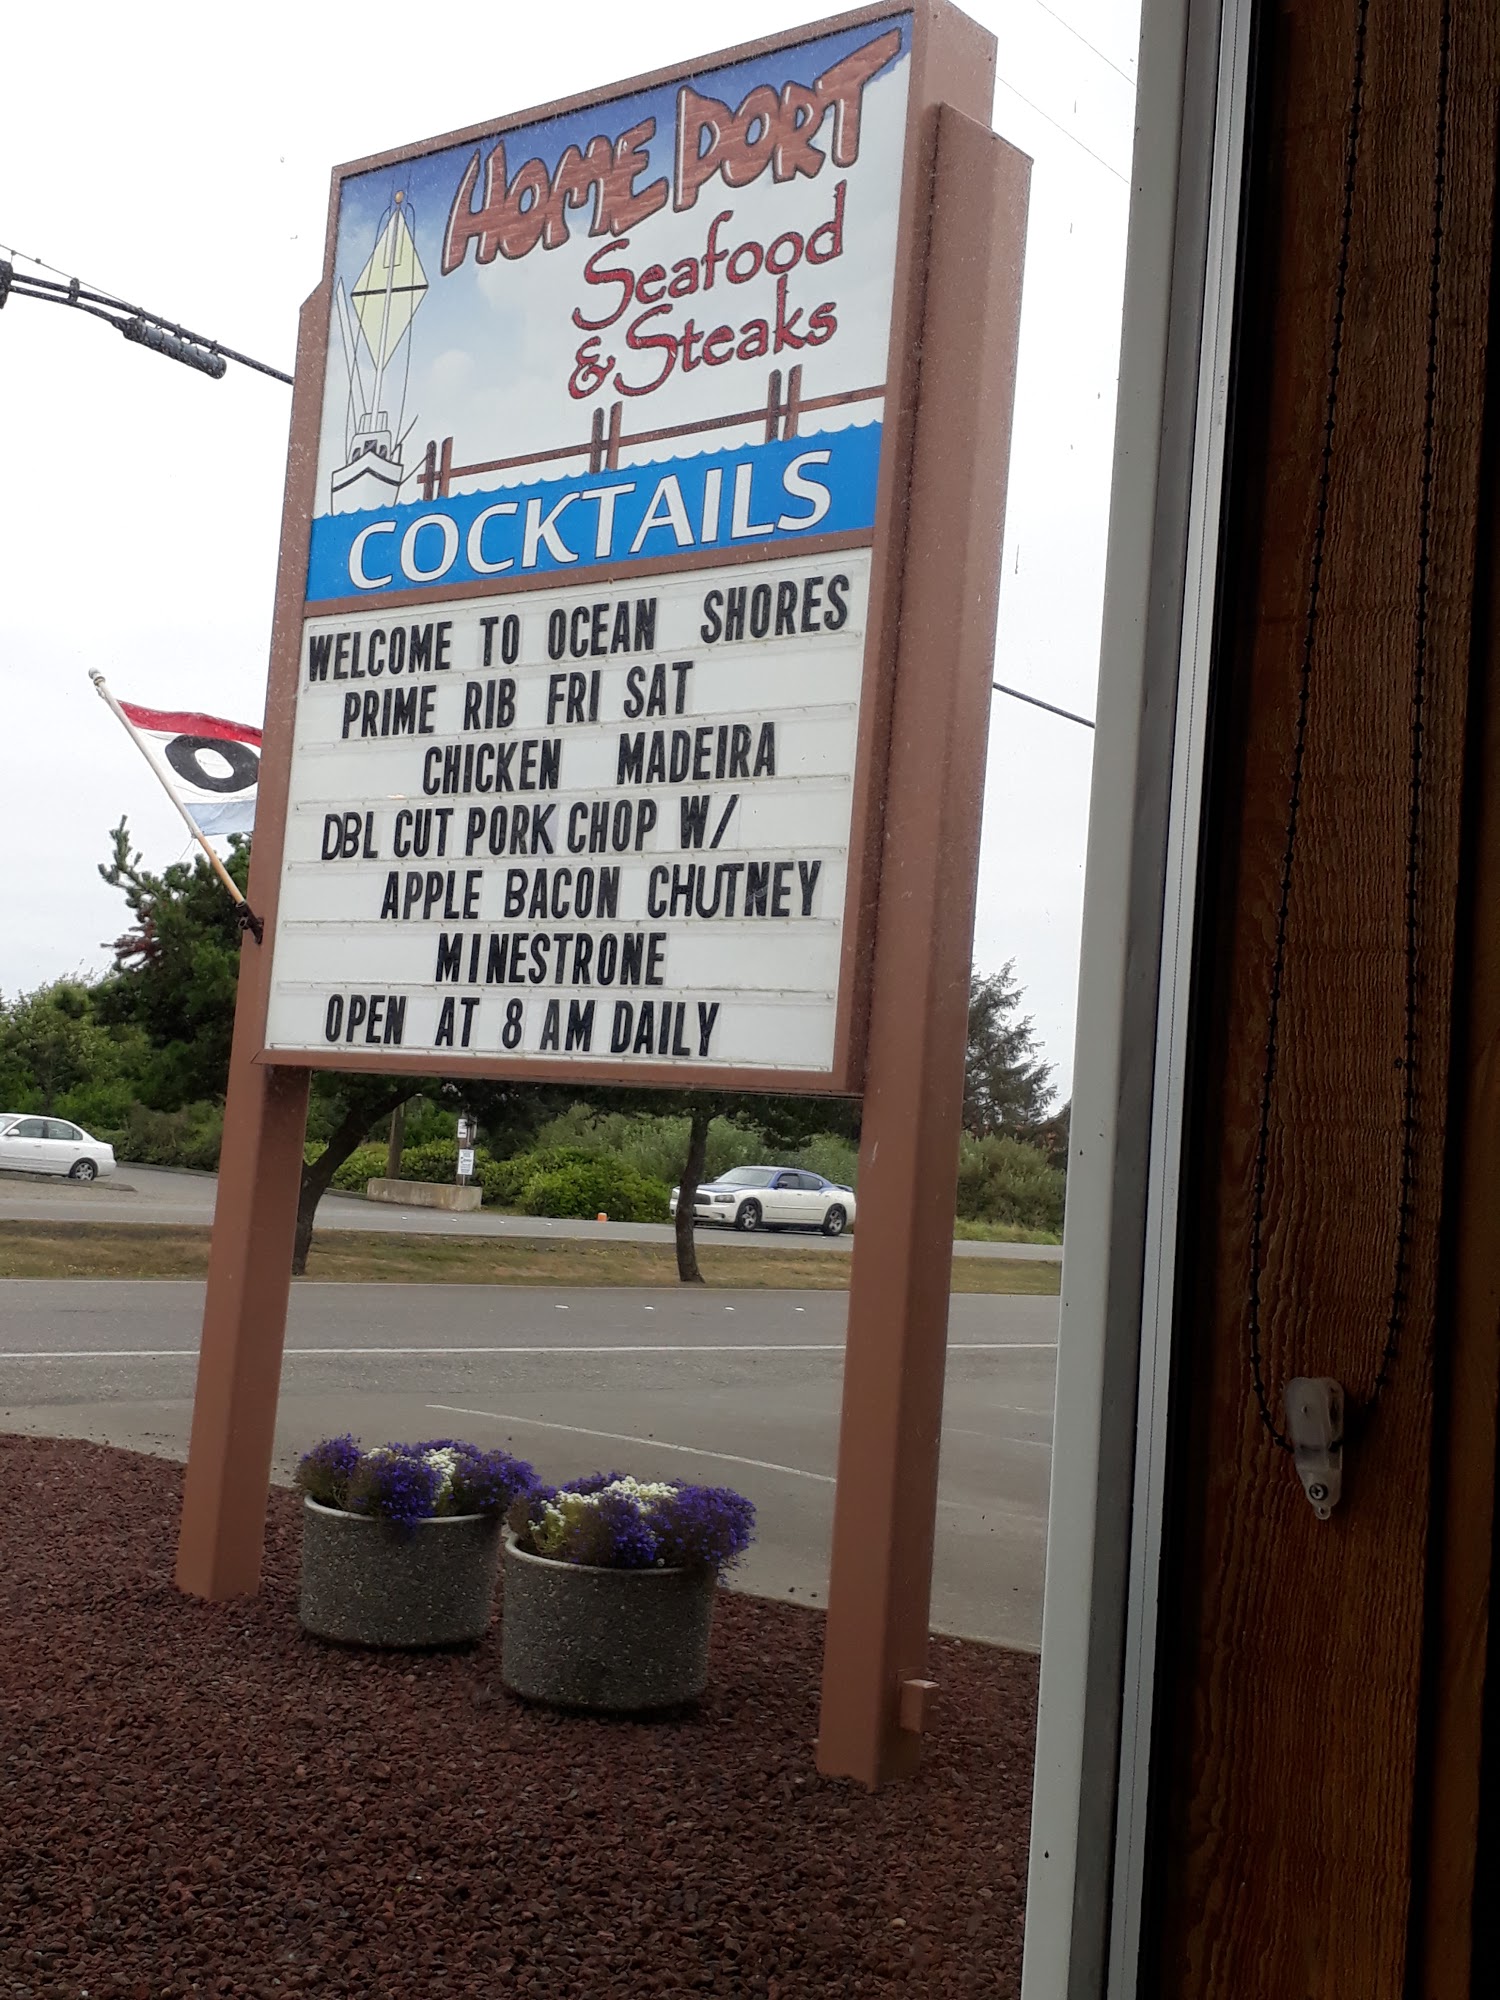 HOME PORT
Seafood
& Steaks
COCKTAILS
WELCOME TO OCEAN SHORES
PRIME RIB FRI SAT
CHICKEN MADEIRA
DBL CUT PORK CHOP W/
APPLE BACON CHUTNEY
MINESTRONE
OPEN AT 8 AM DAILY
O